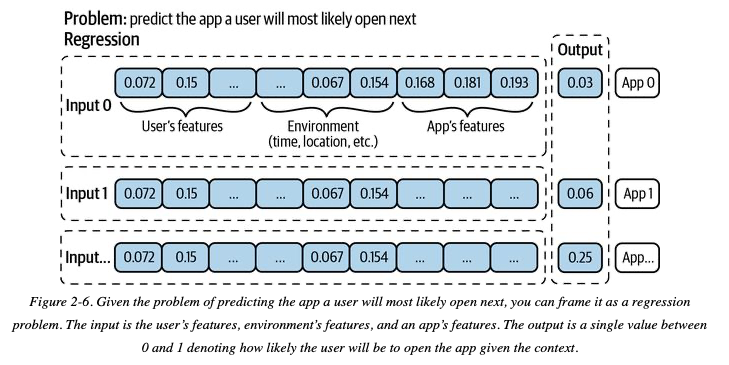 Problem: predict the app a user will most likely open next
Regression
Output
Input 0 0.072 0.15 ... ... 0.067 0.154 0.168 0.181 0.193 0.03 App 0
User's features Environment App's features
(time, location, etc.)
Input 1 0.072 0.15 ... ... 0.067 0.154 ... ... ... 0.06 App 1
Input... 0.072 0.15 ... ... 0.067 0.154 ... ... ... 0.25 App...
Figure 2-6. Given the problem of predicting the app a user will most likely open next, you can frame it as a regression
problem. The input is the user's features, environment's features, and an app's features. The output is a single value between
0 and 1 denoting how likely the user will be to open the app given the context.